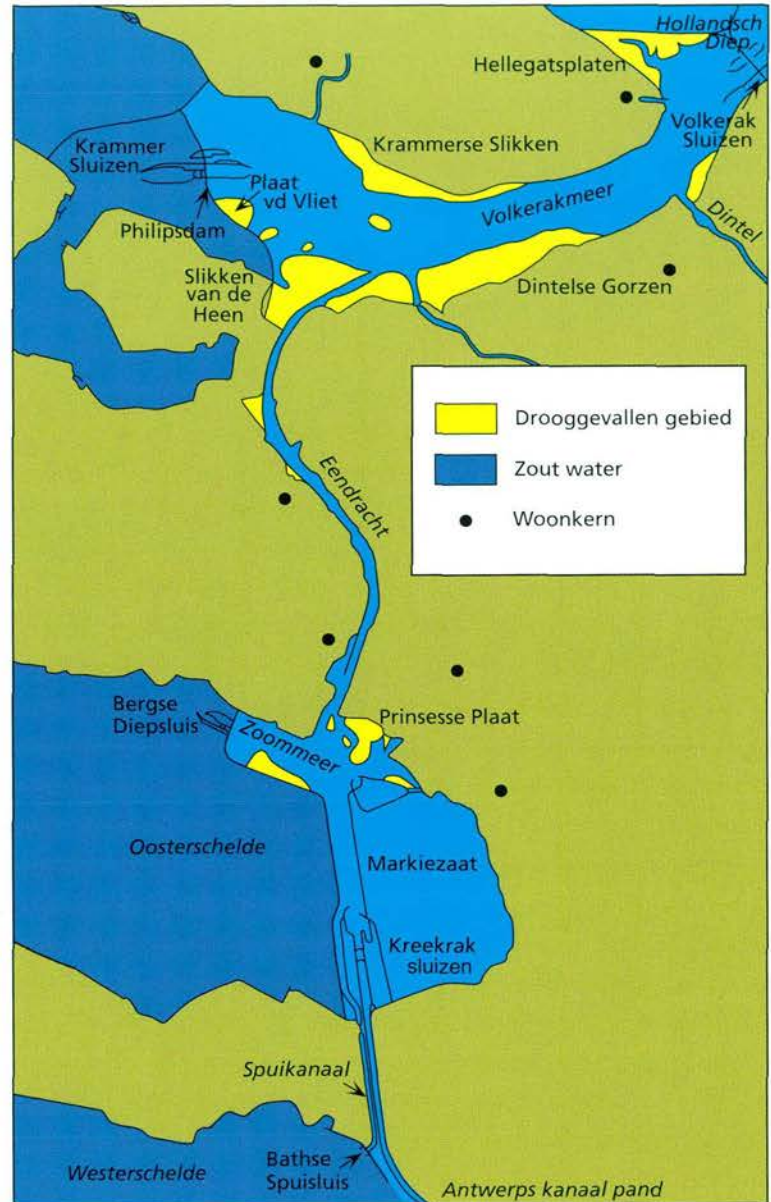 Hollandsch
Diep
Hellegatsplaten
Volkerak
Sluizen
Krammer
Sluizen
Krammerse Slikken
Plaat
vd Vliet
Volkerakmeer
Philipsdam
Dintel
Slikken
van de
Heen
Dintelse Gorzen
Drooggevallen gebied
Zout water
Woonkern
Eendracht
Bergse
Diepsluis
Prinsesse Plaat
Zoommeer
Oosterschelde
Markiezaat
Kreekrak
sluizen
Spuikanaal
Westerschelde
Bathse
Spuisluis
Antwerps kanaal pand